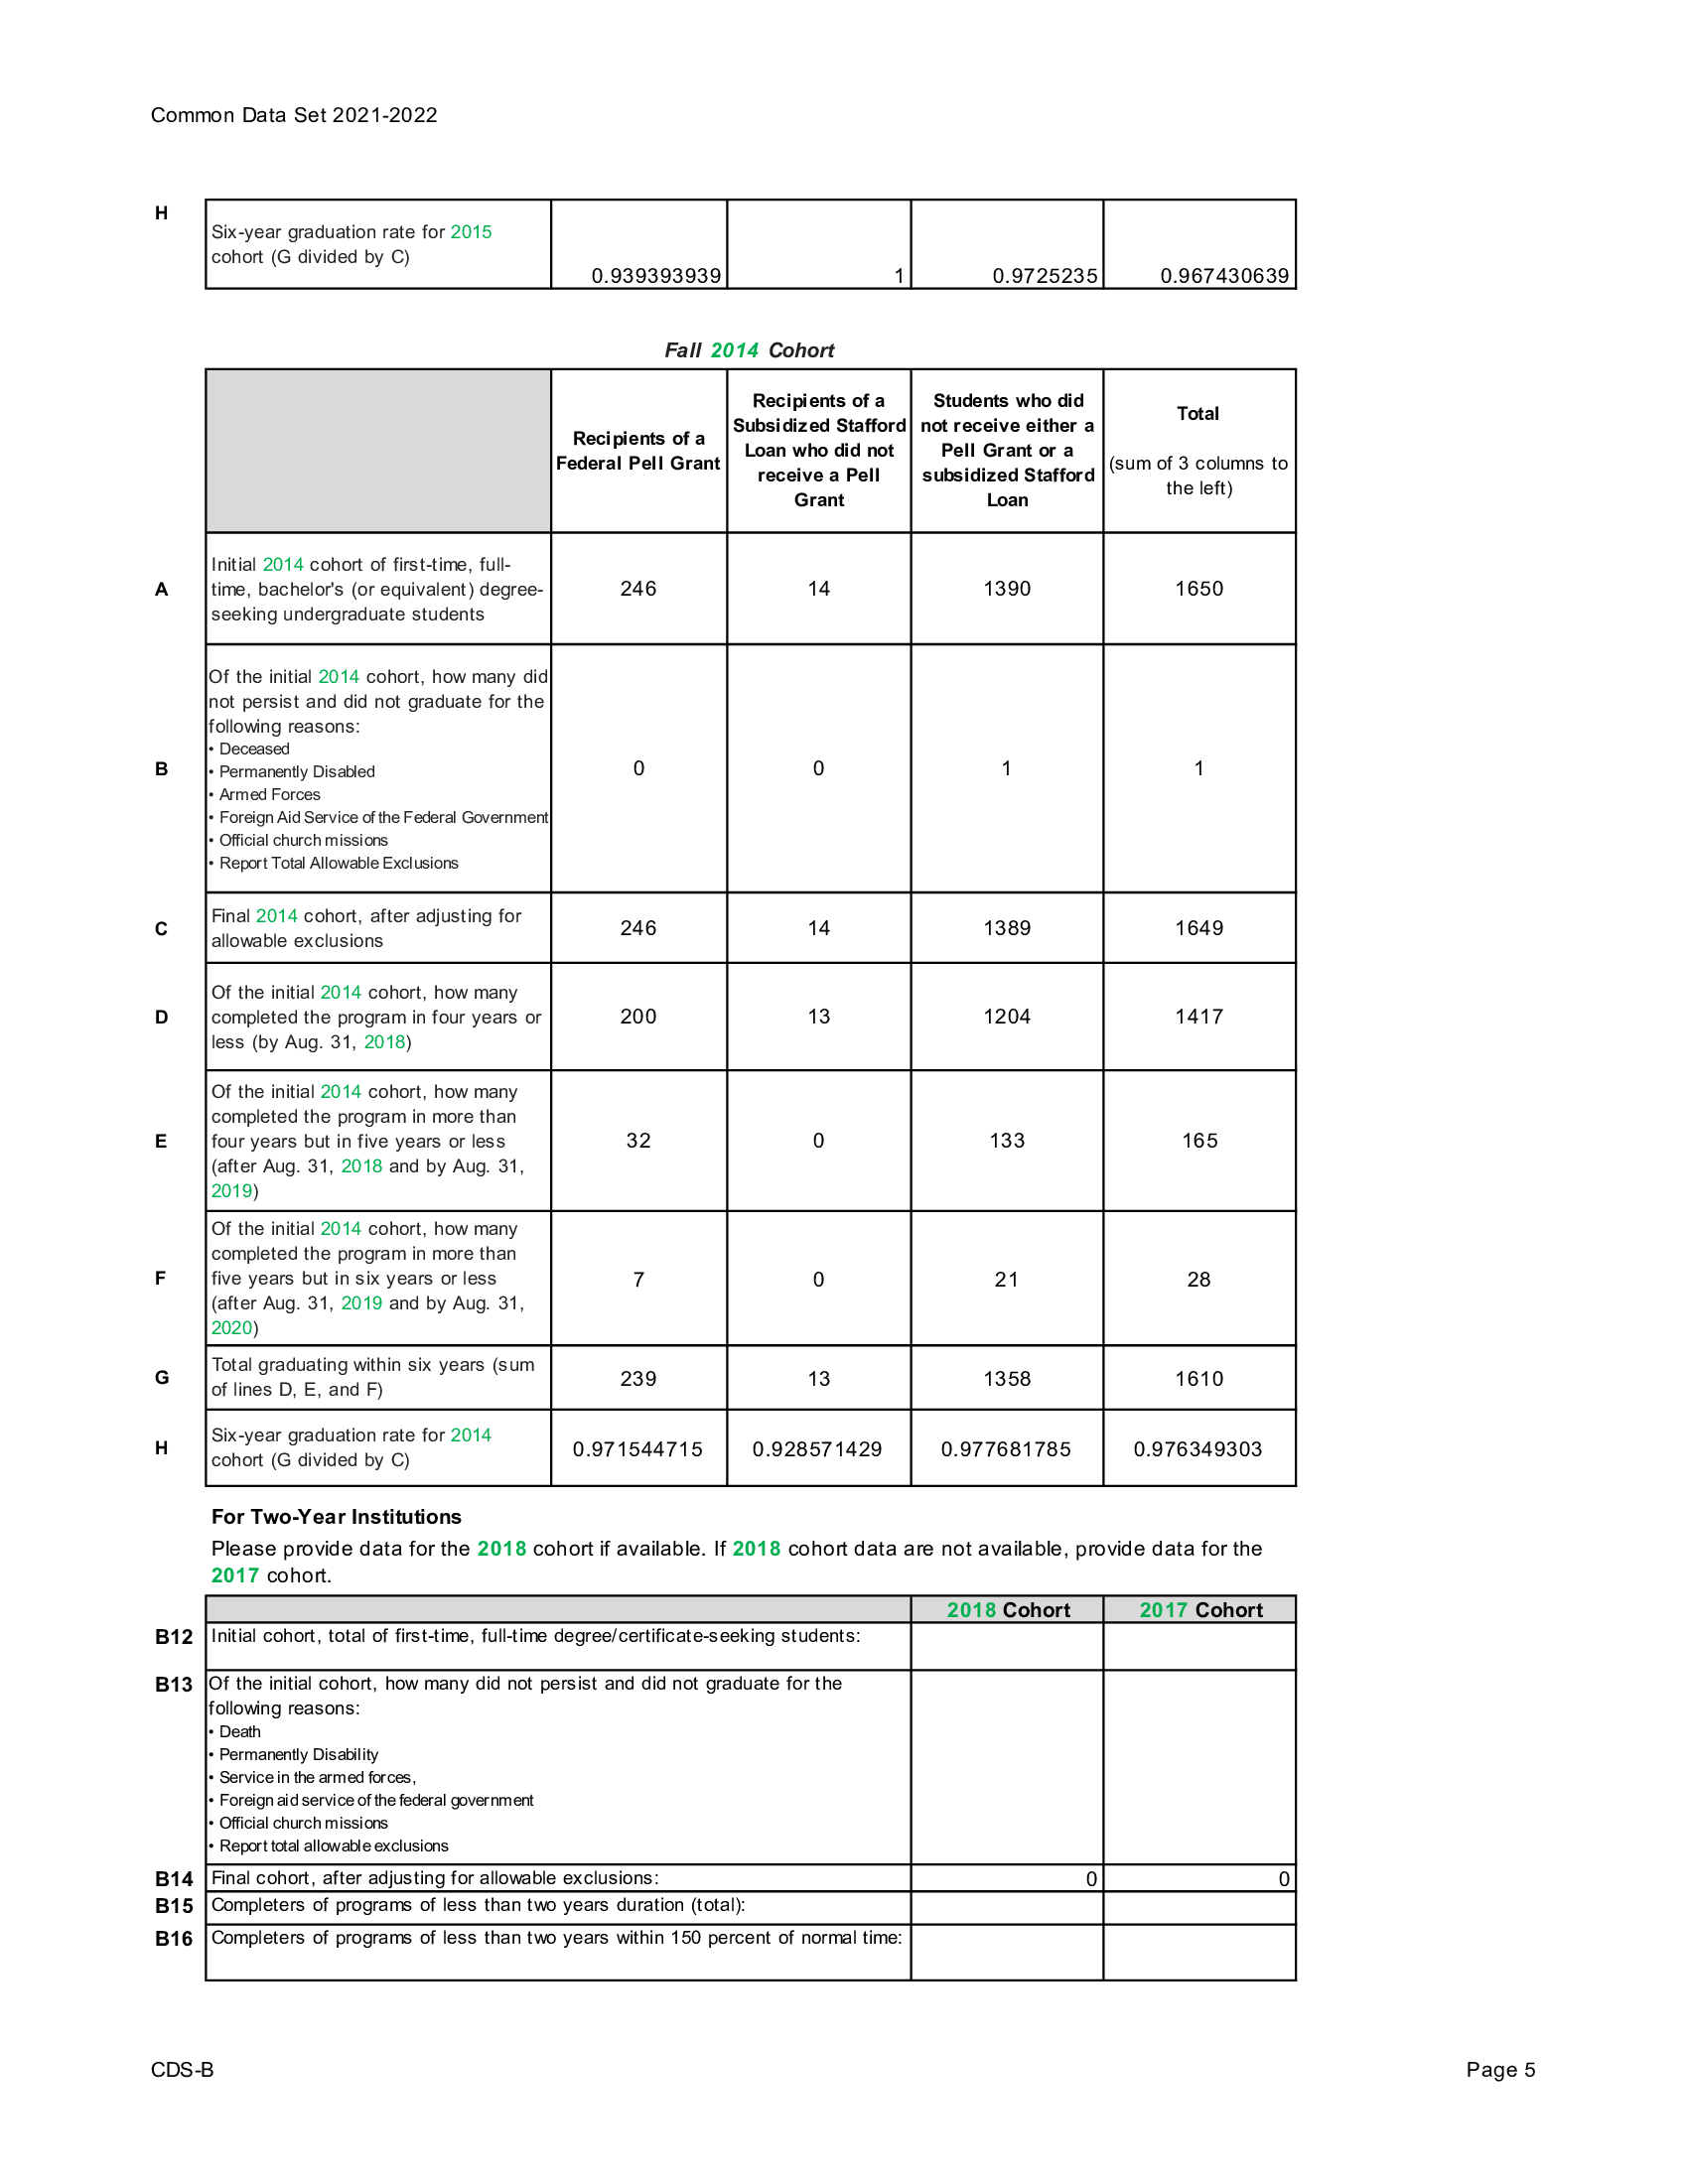 Common Data Set 2021-2022
H
Six-year graduation rate for 2015
cohort (G divided by C)
0.939393939
1
0.9725235
0.967430639
Fall 2014 Cohort
Recipients of a
Federal Pell Grant
Recipients of a
Subsidized Stafford
Loan who did not
receive a Pell
Grant
Students who did
not receive either a
Pell Grant or a
subsidized Stafford
Loan
Total
(sum of 3 columns to
the left)
A
Initial 2014 cohort of first-time, full-
time, bachelor's (or equivalent) degree-
seeking undergraduate students
246
14
1390
1650
B
Of the initial 2014 cohort, how many did
not persist and did not graduate for the
following reasons:
• Deceased
• Permanently Disabled
• Armed Forces
• Foreign Aid Service of the Federal Government
• Official church missions
• Report Total Allowable Exclusions
0
0
1
1
C
Final 2014 cohort, after adjusting for
allowable exclusions
246
14
1389
1649
D
Of the initial 2014 cohort, how many
completed the program in four years or
less (by Aug. 31, 2018)
200
13
1204
1417
E
Of the initial 2014 cohort, how many
completed the program in more than
four years but in five years or less
(after Aug. 31, 2018 and by Aug. 31,
2019)
32
0
133
165
F
Of the initial 2014 cohort, how many
completed the program in more than
five years but in six years or less
(after Aug. 31, 2019 and by Aug. 31,
2020)
7
0
21
28
G
Total graduating within six years (sum
of lines D, E, and F)
239
13
1358
1610
H
Six-year graduation rate for 2014
cohort (G divided by C)
0.971544715
0.928571429
0.977681785
0.976349303
For Two-Year Institutions
Please provide data for the 2018 cohort if available. If 2018 cohort data are not available, provide data for the
2017 cohort.
2018 Cohort
2017 Cohort
B12
Initial cohort, total of first-time, full-time degree/certificate-seeking students:
B13
Of the initial cohort, how many did not persist and did not graduate for the
following reasons:
• Death
• Permanently Disability
• Service in the armed forces,
• Foreign aid service of the federal government
• Official church missions
• Report total allowable exclusions
B14
Final cohort, after adjusting for allowable exclusions:
0
0
B15
Completers of programs of less than two years duration (total):
B16
Completers of programs of less than two years within 150 percent of normal time:
CDS-B
Page 5